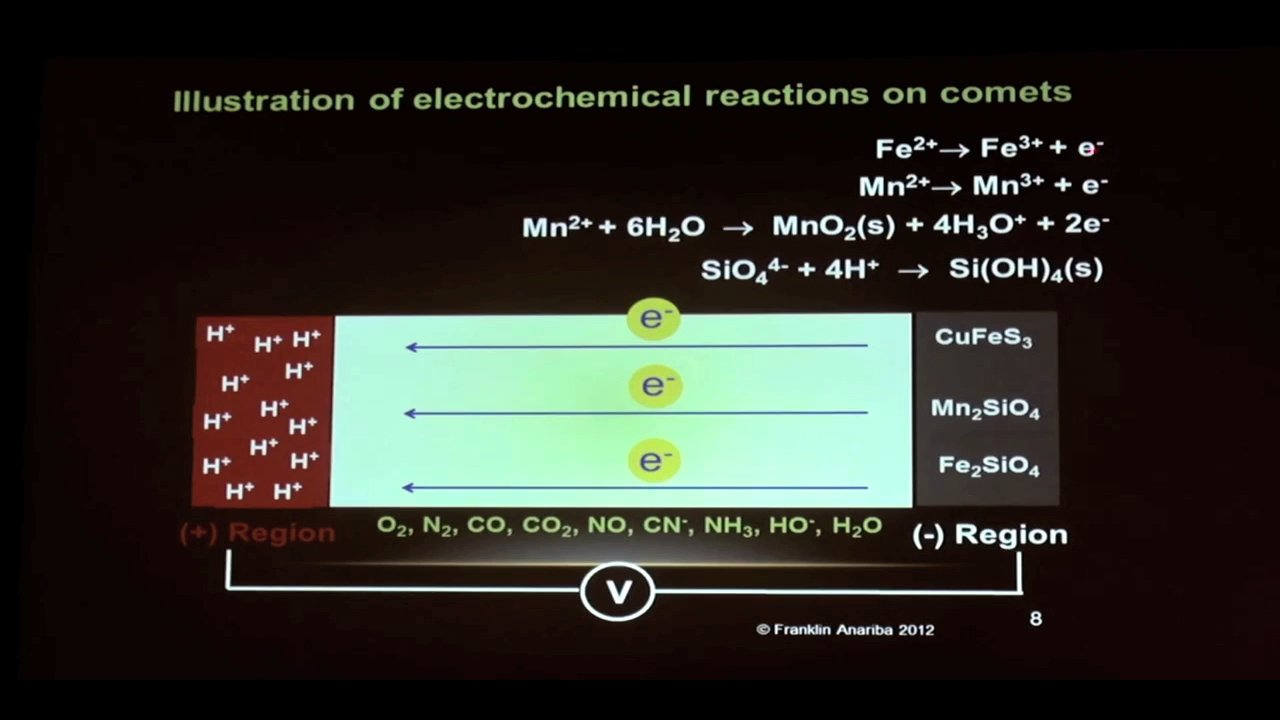 Illustration of electrochemical reactions on comets
Fe²⁺→ Fe³⁺ + e⁻
Mn²⁺→ Mn³⁺ + e⁻
Mn²⁺ + 6H₂O → MnO₂(s) + 4H₃O⁺ + 2e⁻
SiO₄⁴⁻ + 4H⁺ → Si(OH)₄(s)
e⁻
H⁺ H⁺ H⁺
CuFeS₃
H⁺ H⁺
e⁻
H⁺ H⁺ H⁺
Mn₂SiO₄
H⁺ H⁺ H⁺
e⁻
Fe₂SiO₄
H⁺ H⁺
(+) Region
O₂, N₂, CO, CO₂, NO, CN⁻, NH₃, HO⁻, H₂O
(-) Region
V
© Franklin Anariba 2012
8